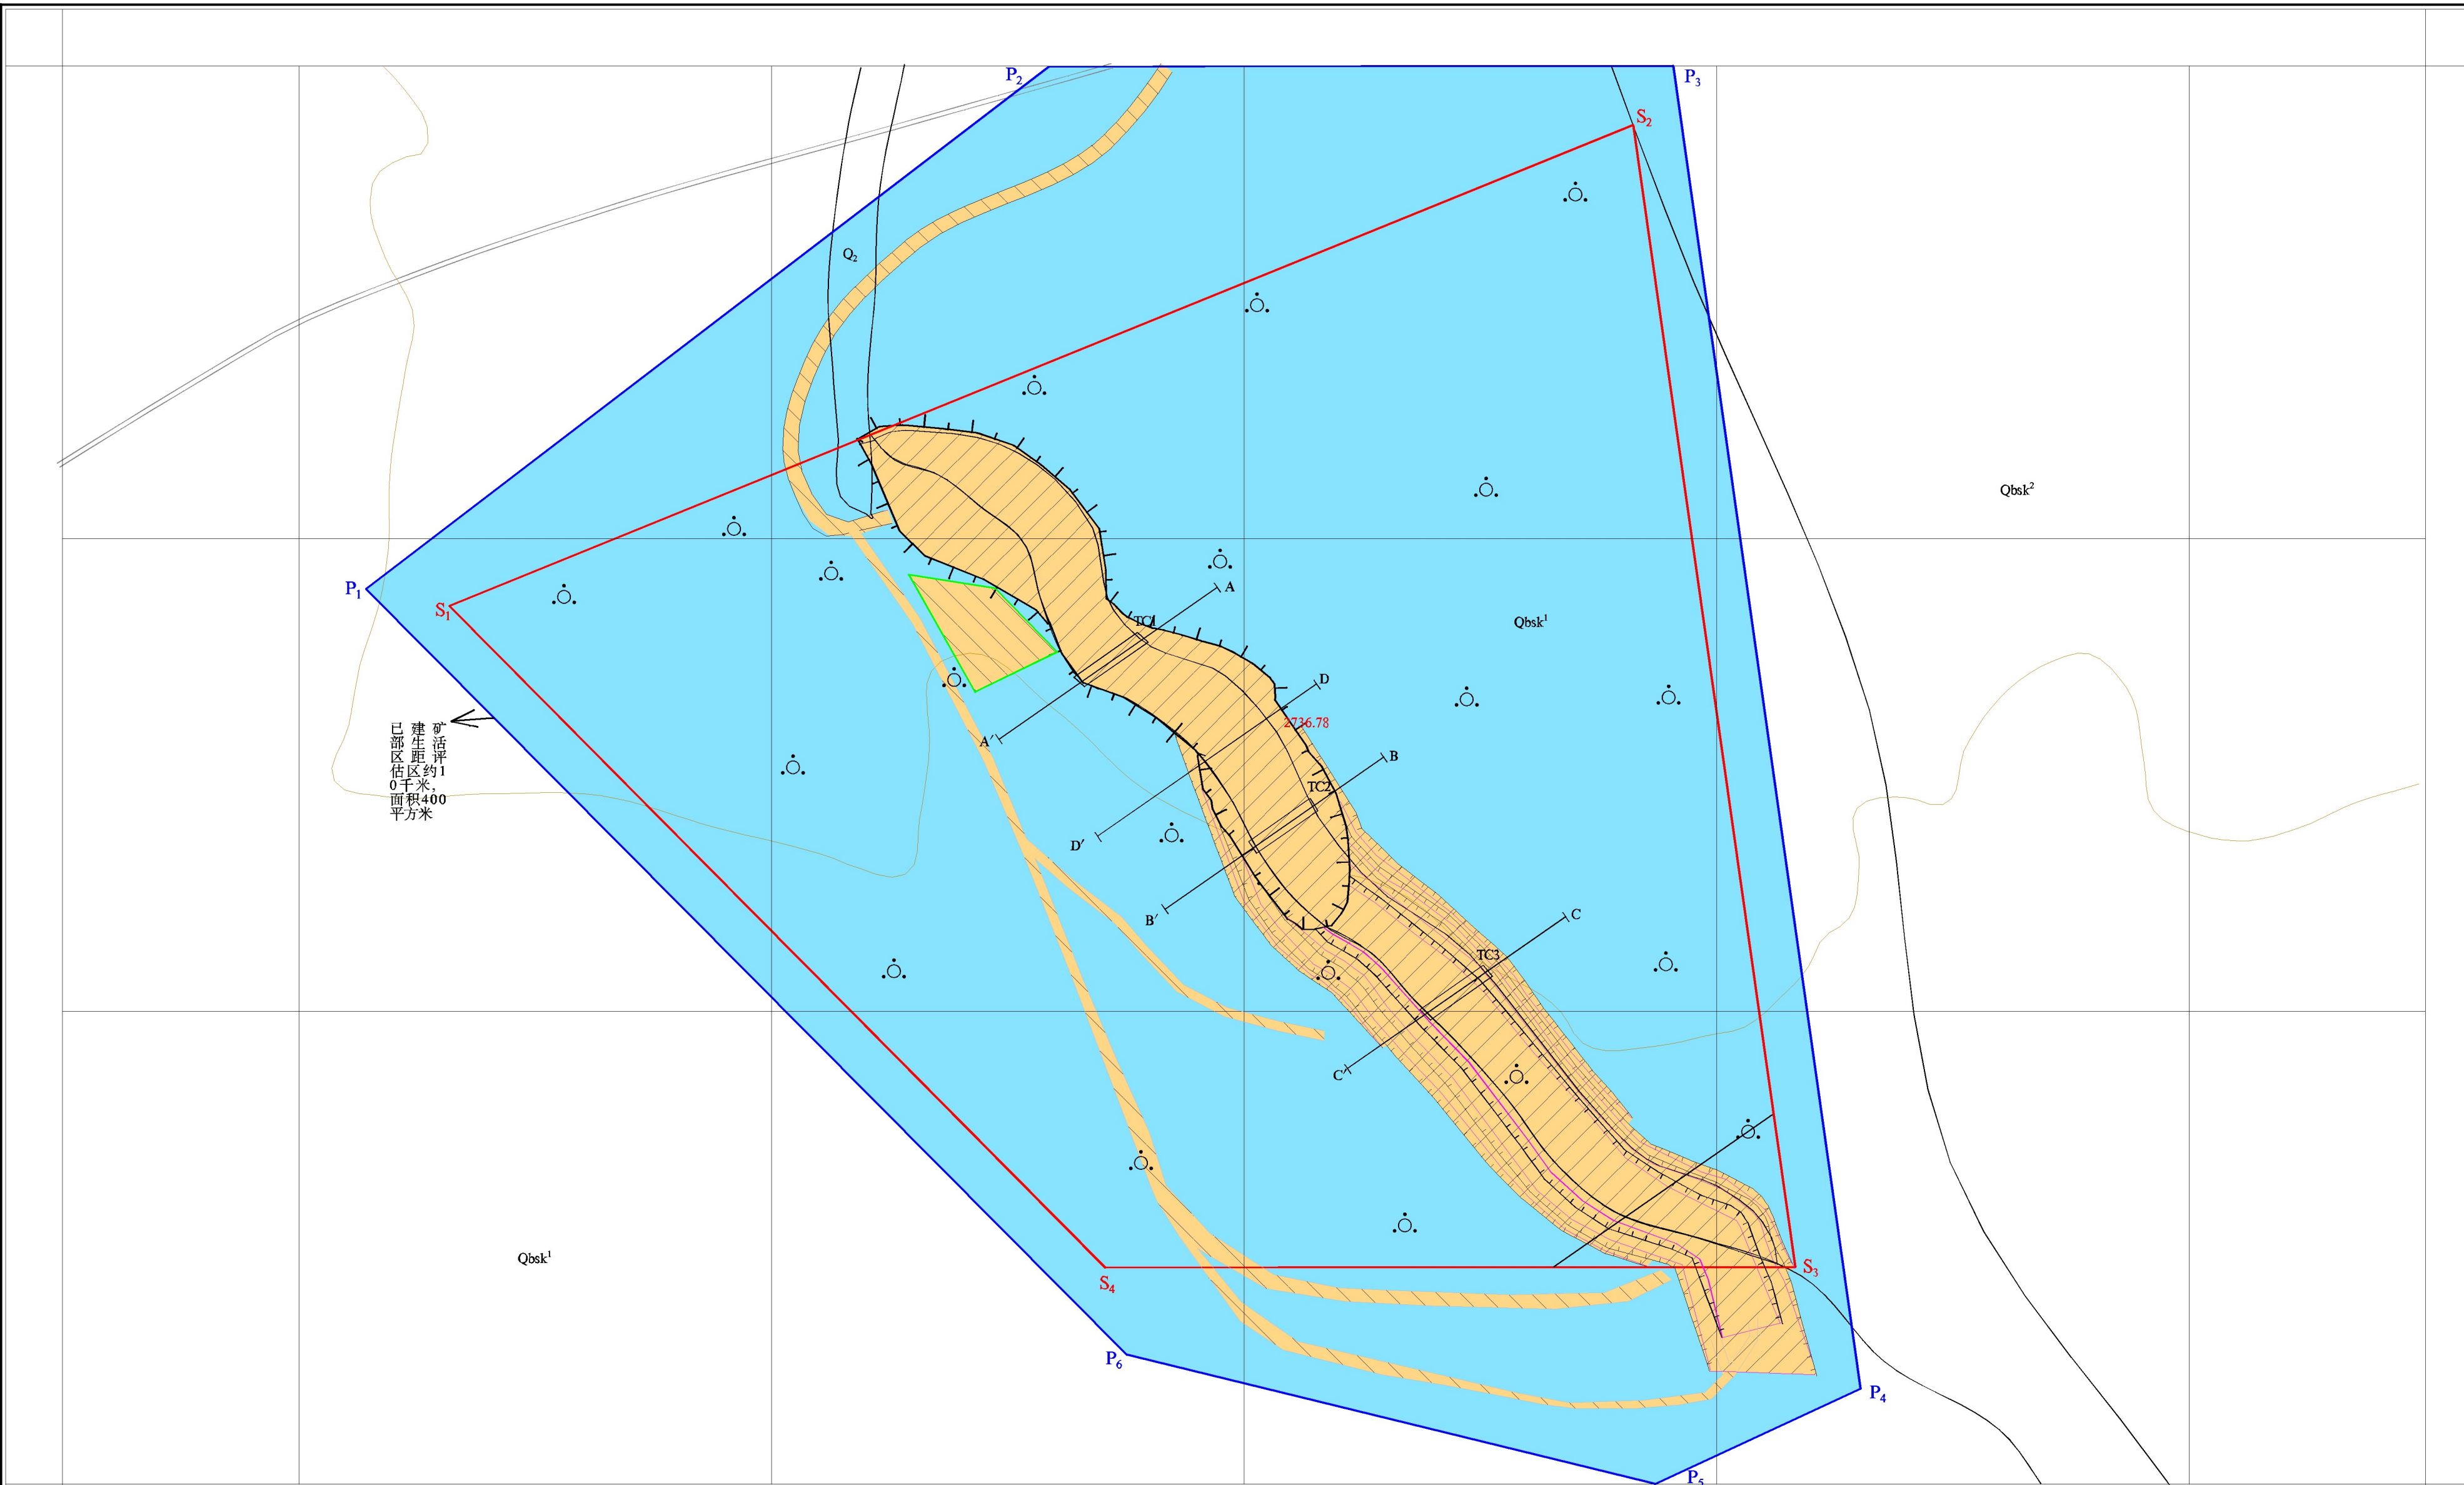 P2
P3
S2
Q2
Qbsk2
P1
S1
A
TC1
Qbsk1
D
2736.78
已建矿
部生活
区距评
估区约1
0千米，
面积400
平方米
A′
B
TC2
D′
B′
C
TC3
C′
Qbsk1
S3
S4
P6
P4
P5